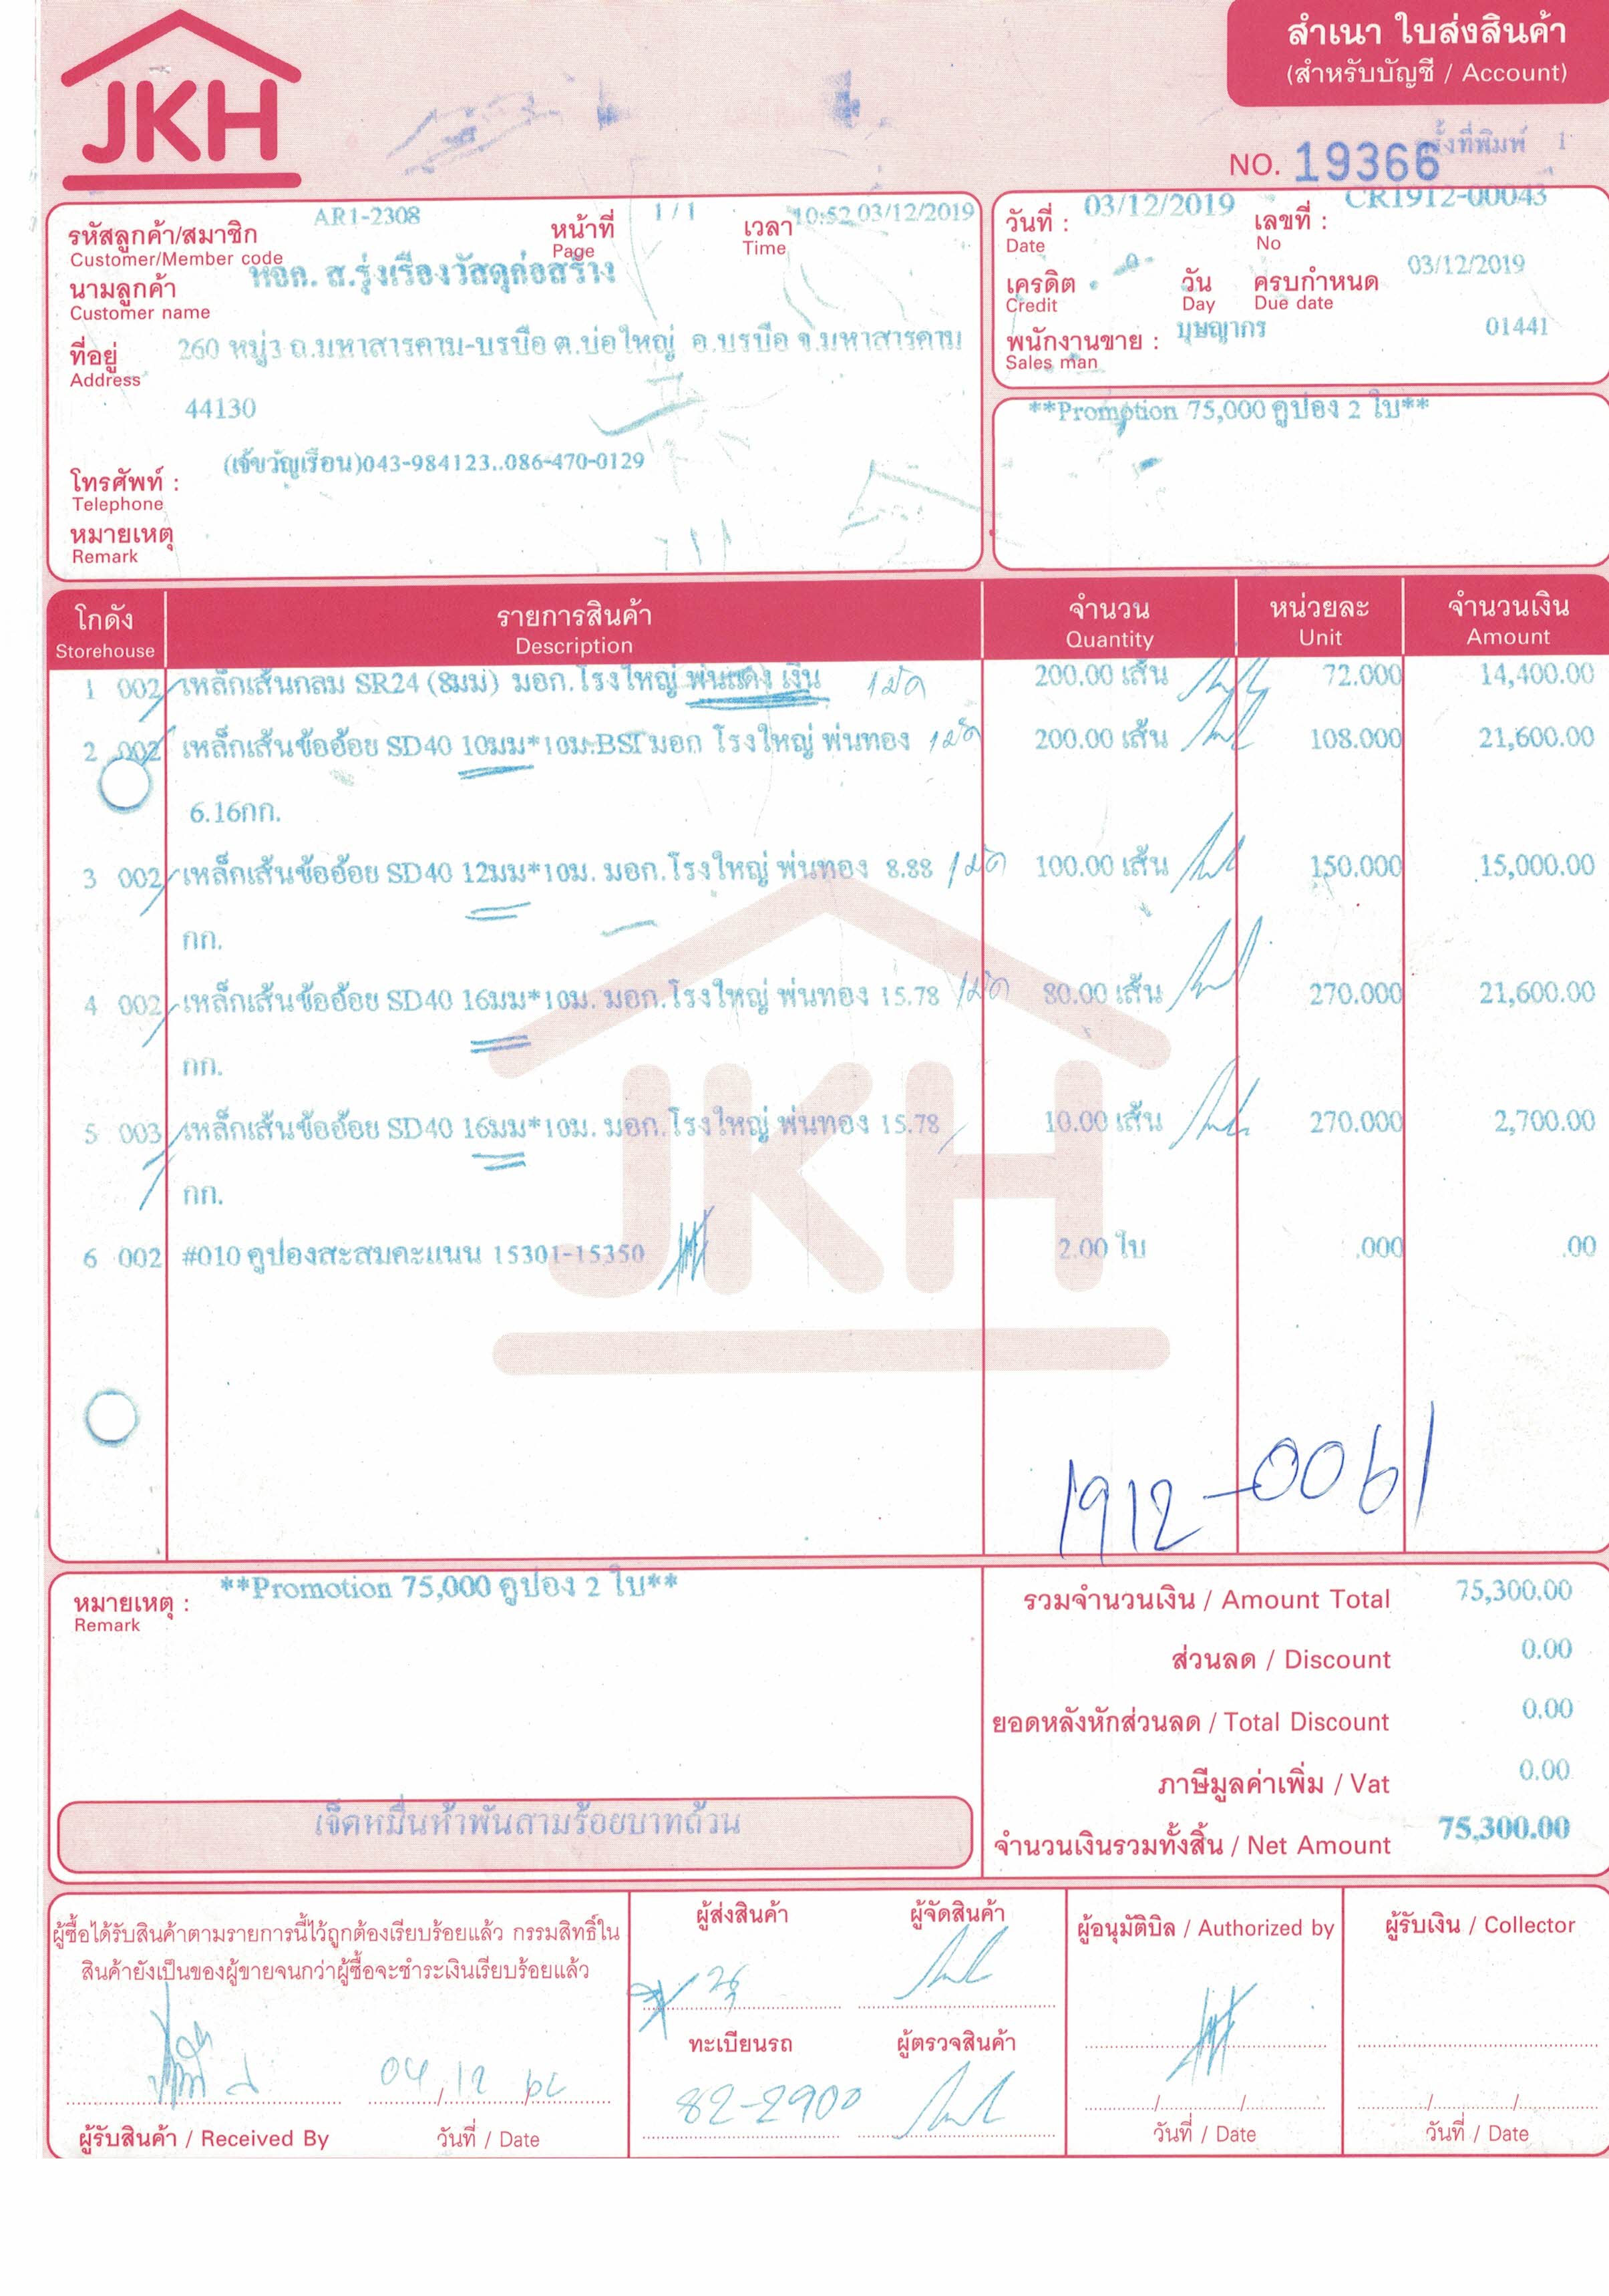 JKH
สำเนา ใบส่งสินค้า
(สำหรับบัญชี / Account)
ครั้งที่พิมพ์ 1
NO. 19366
รหัสลูกค้า/สมาชิก AR1-2308 หน้าที่ 1 / 1 เวลา 10:52 03/12/2019
Customer/Member code Page Time
นามลูกค้า หจก. ส.รุ่งเรืองวัสดุก่อสร้าง
Customer name
ที่อยู่ 260 หมู่3 ถ.มหาสารคาม-บรบือ ต.บ่อใหญ่ อ.บรบือ จ.มหาสารคาม
Address
44130
(เจ๊ขวัญเรือน)043-984123..086-470-0129
โทรศัพท์ :
Telephone
หมายเหตุ
Remark
วันที่ : 03/12/2019 เลขที่ : CR1912-00043
Date No
เครดิต 0 วัน ครบกำหนด 03/12/2019
Credit Day Due date
พนักงานขาย : บุษญากร 01441
Sales man
**Promotion 75,000 คูปอง 2 ใบ**
โกดัง รายการสินค้า จำนวน หน่วยละ จำนวนเงิน
Storehouse Description Quantity Unit Amount
1 002 เหล็กเส้นกลม SR24 (8มม) มอก.โรงใหญ่ พ่นแดง เงิน 1มัด 200.00 เส้น 72.000 14,400.00
2 002 เหล็กเส้นข้ออ้อย SD40 10มม*10ม.BSI มอก โรงใหญ่ พ่นทอง 1มัด 200.00 เส้น 108.000 21,600.00
6.16กก.
3 002 เหล็กเส้นข้ออ้อย SD40 12มม*10ม. มอก.โรงใหญ่ พ่นทอง 8.88 1มัด 100.00 เส้น 150.000 15,000.00
กก.
4 002 เหล็กเส้นข้ออ้อย SD40 16มม*10ม. มอก.โรงใหญ่ พ่นทอง 15.78 1มัด 80.00 เส้น 270.000 21,600.00
กก.
5 003 เหล็กเส้นข้ออ้อย SD40 16มม*10ม. มอก.โรงใหญ่ พ่นทอง 15.78 10.00 เส้น 270.000 2,700.00
กก.
6 002 #010 คูปองสะสมคะแนน 15301-15350 2.00 ใบ .000 .00
JKH
1912-0061
หมายเหตุ : **Promotion 75,000 คูปอง 2 ใบ**
Remark
รวมจำนวนเงิน / Amount Total 75,300.00
ส่วนลด / Discount 0.00
ยอดหลังหักส่วนลด / Total Discount 0.00
ภาษีมูลค่าเพิ่ม / Vat 0.00
เจ็ดหมื่นห้าพันสามร้อยบาทถ้วน
จำนวนเงินรวมทั้งสิ้น / Net Amount 75,300.00
ผู้ซื้อได้รับสินค้าตามรายการนี้ไว้ถูกต้องเรียบร้อยแล้ว กรรมสิทธิ์ใน
สินค้ายังเป็นของผู้ขายจนกว่าผู้ซื้อจะชำระเงินเรียบร้อยแล้ว
04/12/62
ผู้รับสินค้า / Received By วันที่ / Date
ผู้ส่งสินค้า ผู้จัดสินค้า
ทะเบียนรถ ผู้ตรวจสินค้า
82-2900
ผู้อนุมัติบิล / Authorized by
วันที่ / Date
ผู้รับเงิน / Collector
วันที่ / Date